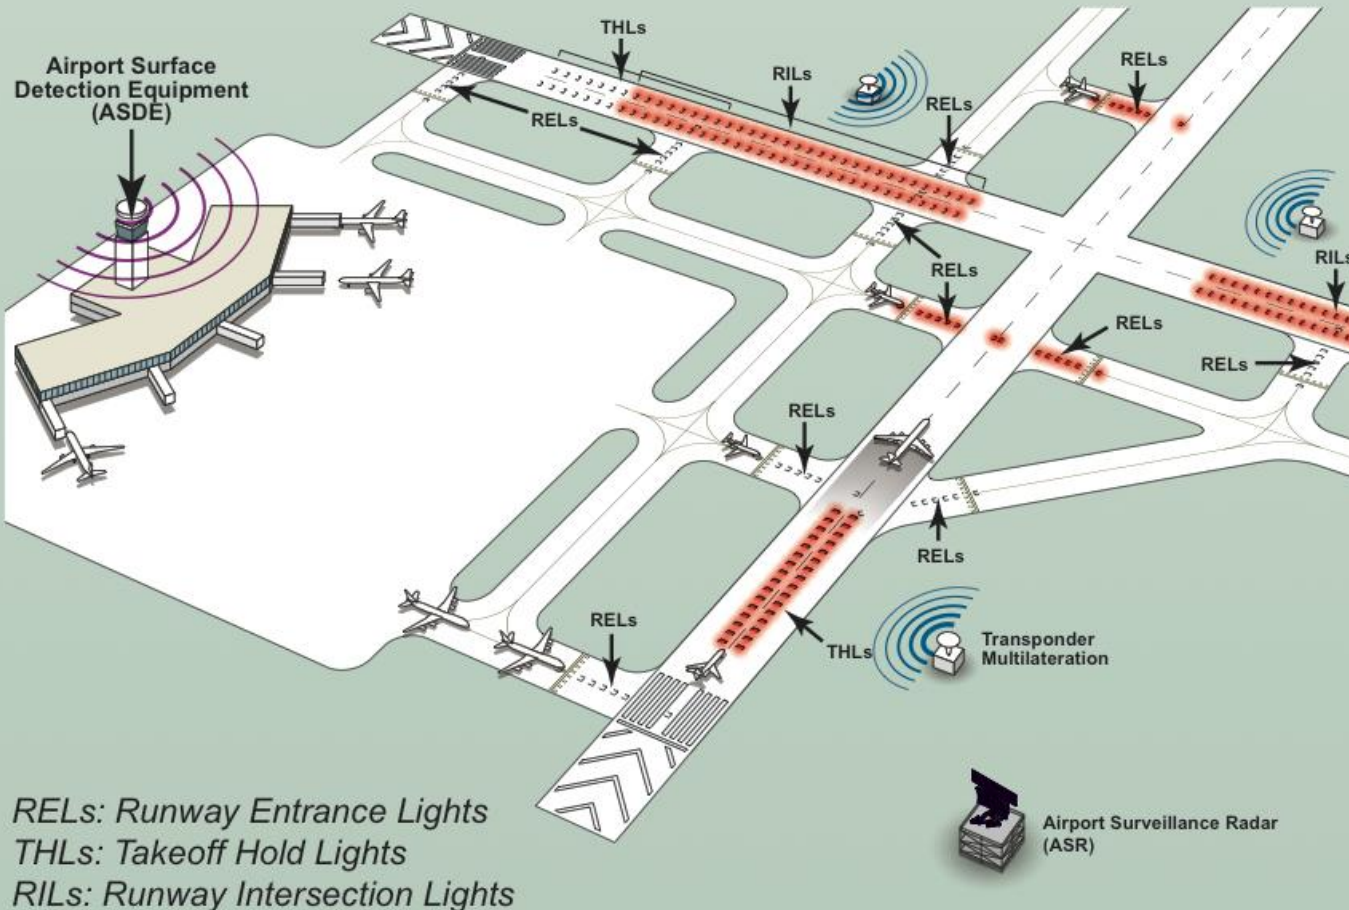 THLs
Airport Surface
Detection Equipment
(ASDE)
RELs
RILs
RELs
RELs
RILs
RELs
RELs
RELs
RELs
RELs
RELs
THLs
Transponder
Multilateration
Airport Surveillance Radar
(ASR)
RELs: Runway Entrance Lights
THLs: Takeoff Hold Lights
RILs: Runway Intersection Lights